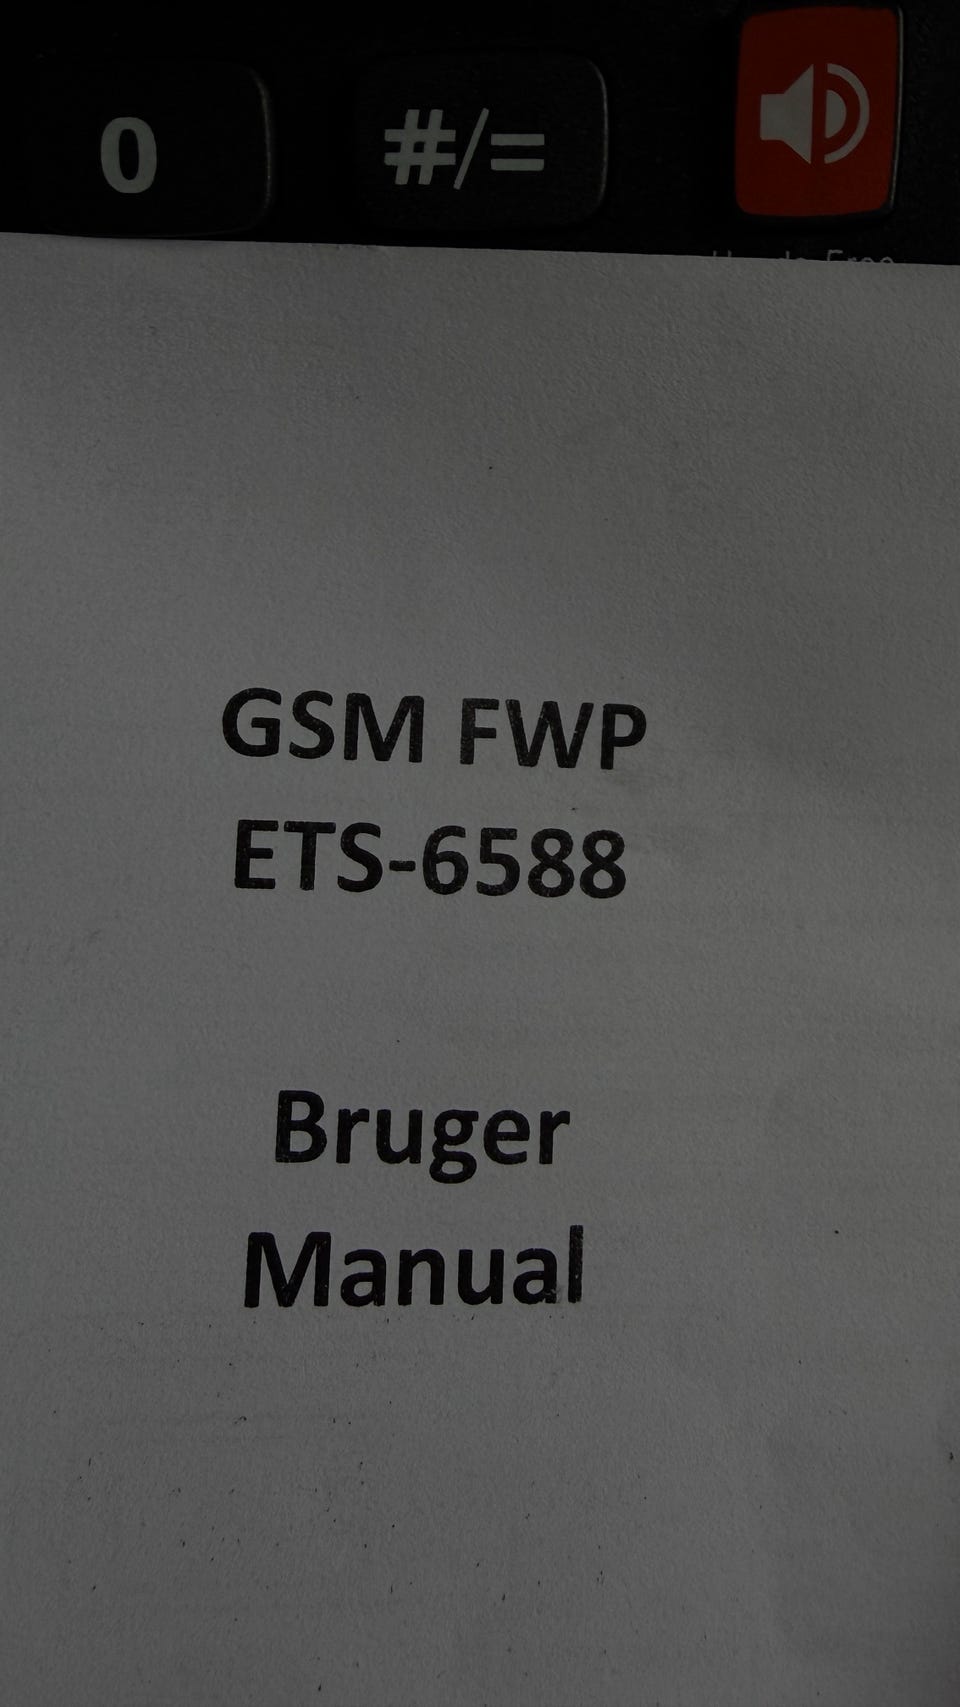 0 #/=
GSM FWP
ETS-6588
Bruger
Manual